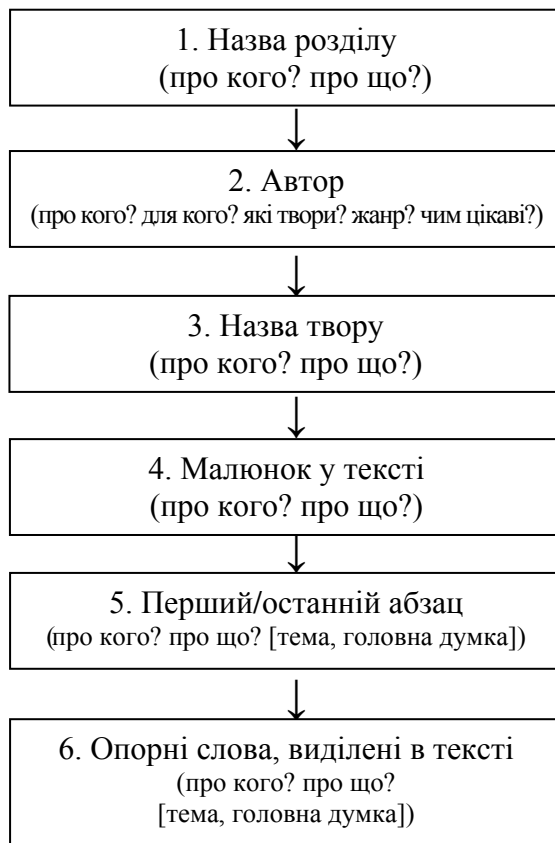 1. Назва розділу
(про кого? про що?)
2. Автор
(про кого? для кого? які твори? жанр? чим цікаві?)
3. Назва твору
(про кого? про що?)
4. Малюнок у тексті
(про кого? про що?)
5. Перший/останній абзац
(про кого? про що? [тема, головна думка])
6. Опорні слова, виділені в тексті
(про кого? про що?
[тема, головна думка])